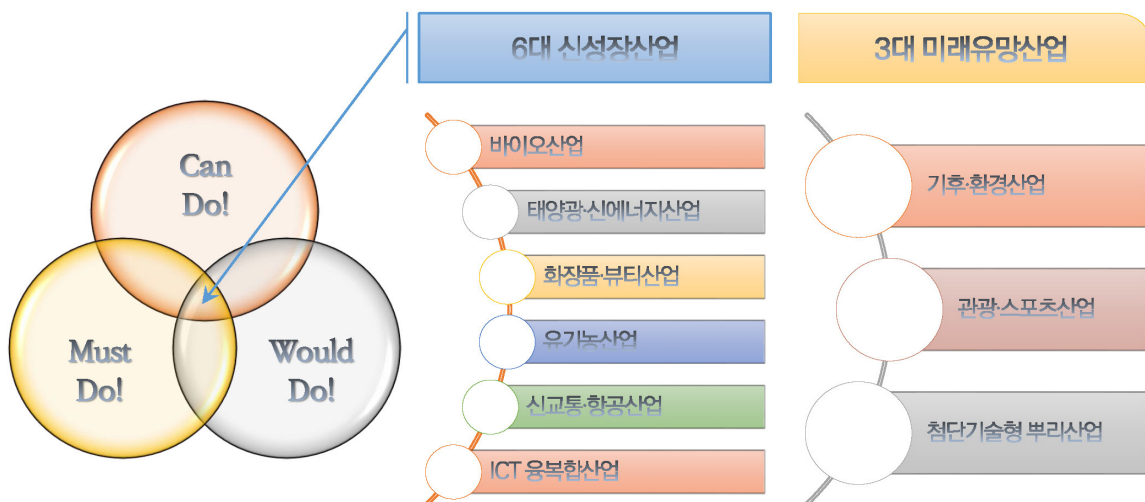 6대 신성장산업
3대 미래유망산업
Can
Do!
Must
Do!
Would
Do!
바이오산업
태양광·신에너지산업
화장품·뷰티산업
유기농산업
신교통·항공산업
ICT 융복합산업
기후·환경산업
관광·스포츠산업
첨단기술형 뿌리산업